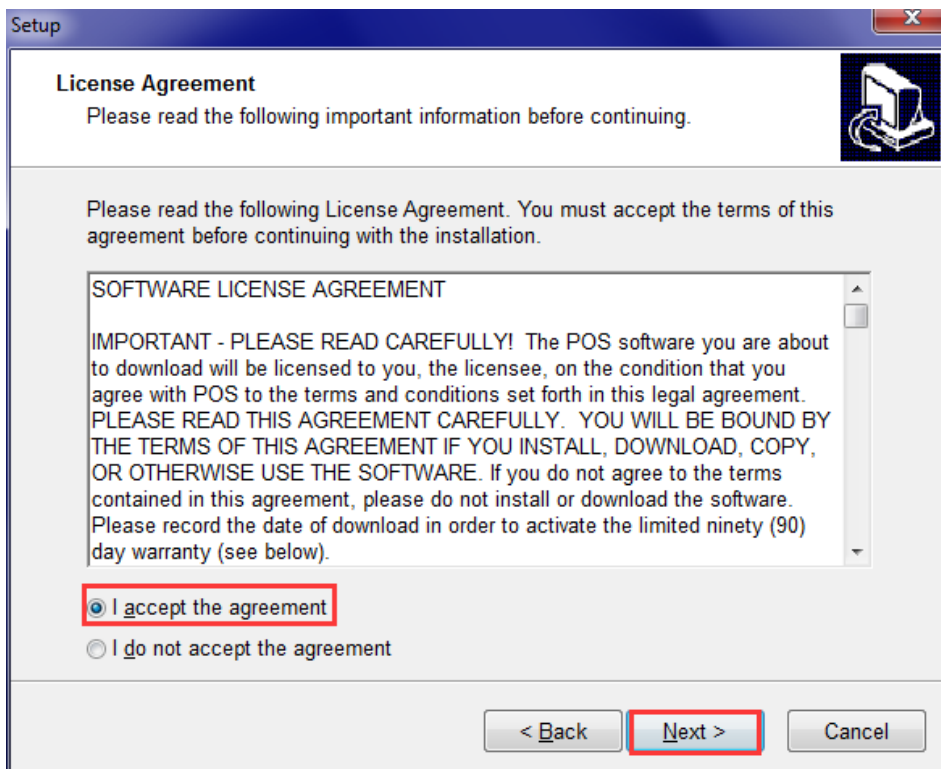 Setup
License Agreement
Please read the following important information before continuing.
Please read the following License Agreement. You must accept the terms of this
agreement before continuing with the installation.
SOFTWARE LICENSE AGREEMENT
IMPORTANT - PLEASE READ CAREFULLY!  The POS software you are about
to download will be licensed to you, the licensee, on the condition that you
agree with POS to the terms and conditions set forth in this legal agreement.
PLEASE READ THIS AGREEMENT CAREFULLY.  YOU WILL BE BOUND BY
THE TERMS OF THIS AGREEMENT IF YOU INSTALL, DOWNLOAD, COPY,
OR OTHERWISE USE THE SOFTWARE. If you do not agree to the terms
contained in this agreement, please do not install or download the software.
Please record the date of download in order to activate the limited ninety (90)
day warranty (see below).
I accept the agreement
I do not accept the agreement
< Back
Next >
Cancel